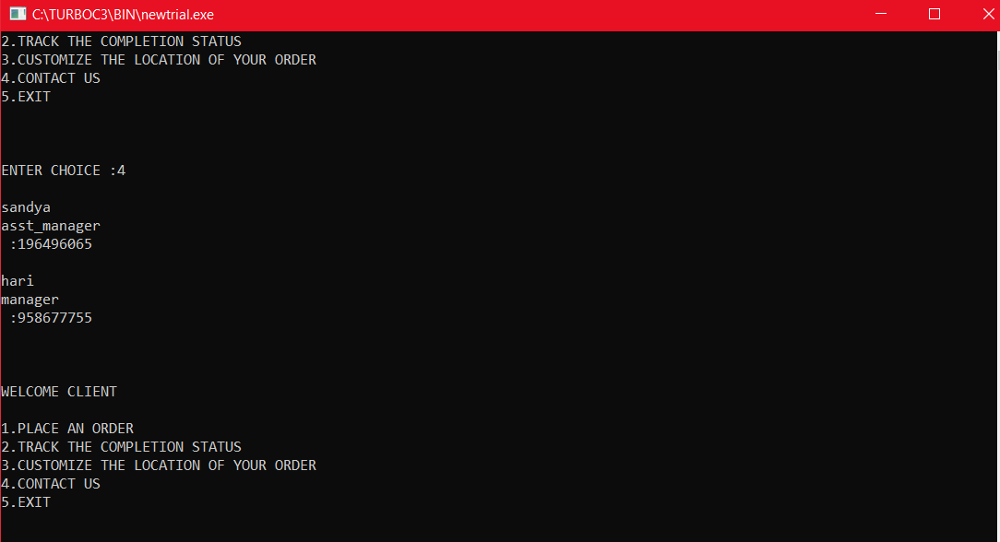 C:\TURBOC3\BIN\newtrial.exe
2.TRACK THE COMPLETION STATUS
3.CUSTOMIZE THE LOCATION OF YOUR ORDER
4.CONTACT US
5.EXIT
ENTER CHOICE :4
sandya
asst_manager
:196496065
hari
manager
:958677755
WELCOME CLIENT
1.PLACE AN ORDER
2.TRACK THE COMPLETION STATUS
3.CUSTOMIZE THE LOCATION OF YOUR ORDER
4.CONTACT US
5.EXIT